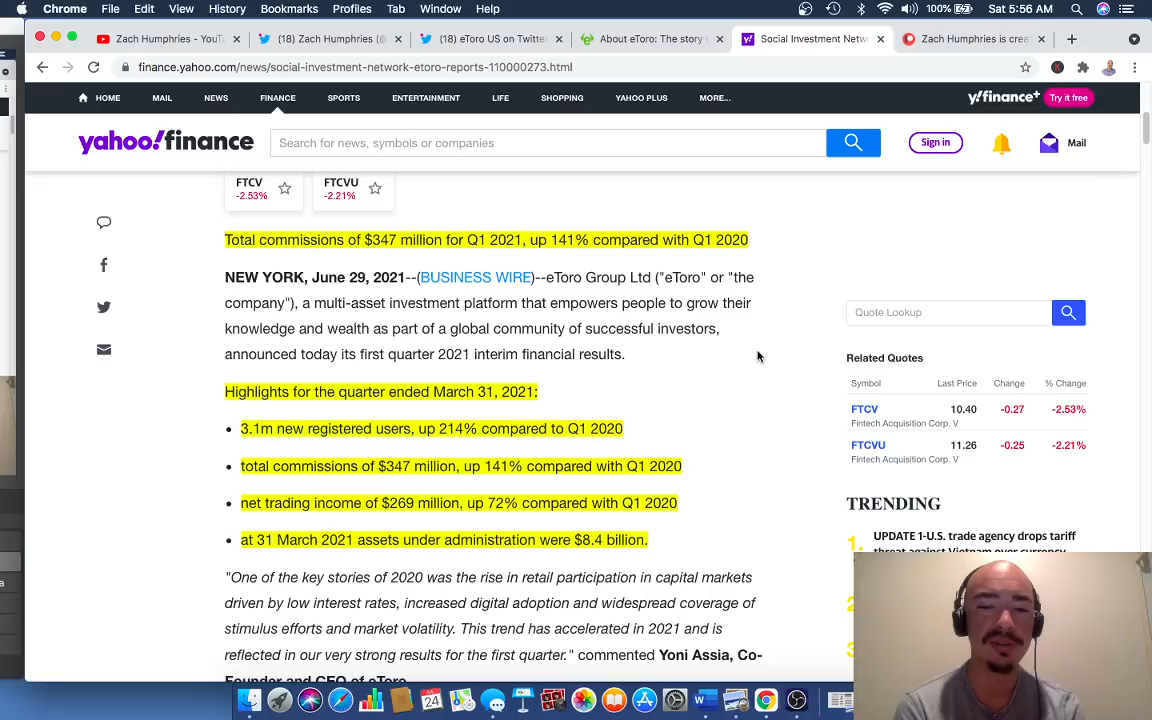 Chrome File Edit View History Bookmarks Profiles Tab Window Help 100% Sat 5:56 AM
Zach Humphries - YouTu
(18) Zach Humphries (@
(18) eToro US on Twitter
About eToro: The story
Social Investment Netw
Zach Humphries is creat
finance.yahoo.com/news/social-investment-network-etoro-reports-110000273.html
HOME MAIL NEWS FINANCE SPORTS ENTERTAINMENT LIFE SHOPPING YAHOO PLUS MORE...
y!finance+ Try it free
yahoo!finance
Search for news, symbols or companies
Sign in
Mail
FTCV FTCVU
-2.53% -2.21%
Total commissions of $347 million for Q1 2021, up 141% compared with Q1 2020
NEW YORK, June 29, 2021--(BUSINESS WIRE)--eToro Group Ltd ("eToro" or "the
company"), a multi-asset investment platform that empowers people to grow their
knowledge and wealth as part of a global community of successful investors,
announced today its first quarter 2021 interim financial results.
Highlights for the quarter ended March 31, 2021:
• 3.1m new registered users, up 214% compared to Q1 2020
• total commissions of $347 million, up 141% compared with Q1 2020
• net trading income of $269 million, up 72% compared with Q1 2020
• at 31 March 2021 assets under administration were $8.4 billion.
"One of the key stories of 2020 was the rise in retail participation in capital markets
driven by low interest rates, increased digital adoption and widespread coverage of
stimulus efforts and market volatility. This trend has accelerated in 2021 and is
reflected in our very strong results for the first quarter." commented Yoni Assia, Co-
Founder and CEO of eToro
Quote Lookup
Related Quotes
Symbol Last Price Change % Change
FTCV 10.40 -0.27 -2.53%
Fintech Acquisition Corp. V
FTCVU 11.26 -0.25 -2.21%
Fintech Acquisition Corp. V
TRENDING
1. UPDATE 1-U.S. trade agency drops tariff
threat against Vietnam over currency
24